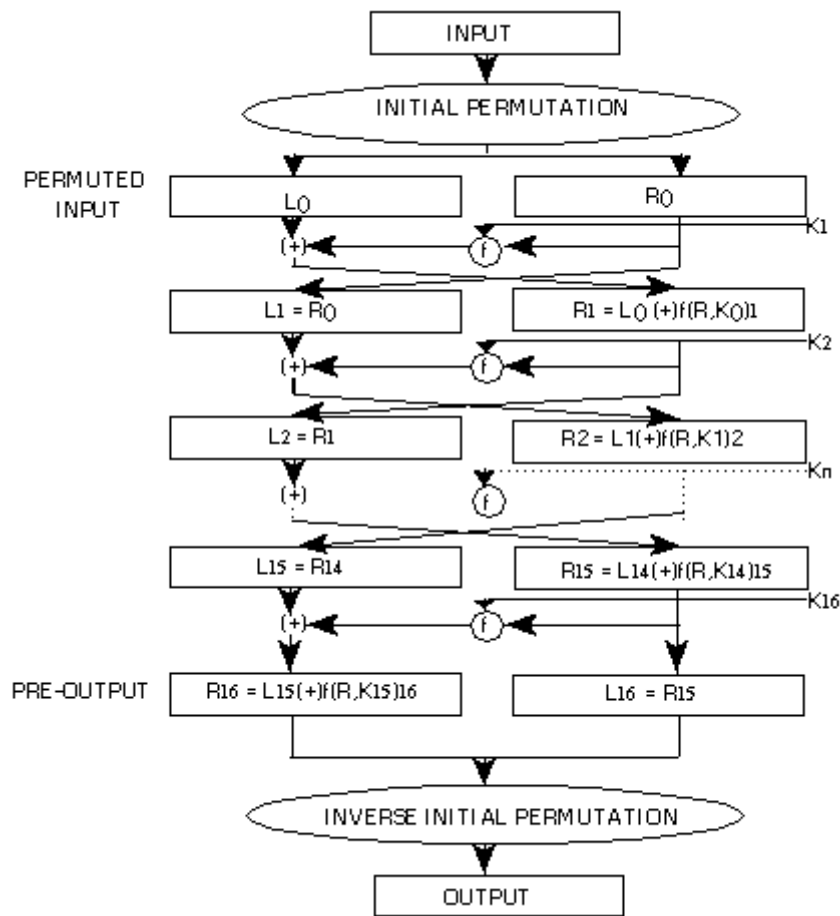 INPUT
INITIAL PERMUTATION
PERMUTED
INPUT
L0
R0
K1
(+)
f
L1 = R0
R1 = L0 (+)f(R,K0)1
K2
(+)
f
L2 = R1
R2 = L1(+)f(R,K1)2
Kn
(+)
f
L15 = R14
R15 = L14(+)f(R,K14)15
K16
(+)
f
PRE-OUTPUT
R16 = L15(+)f(R,K15)16
L16 = R15
INVERSE INITIAL PERMUTATION
OUTPUT